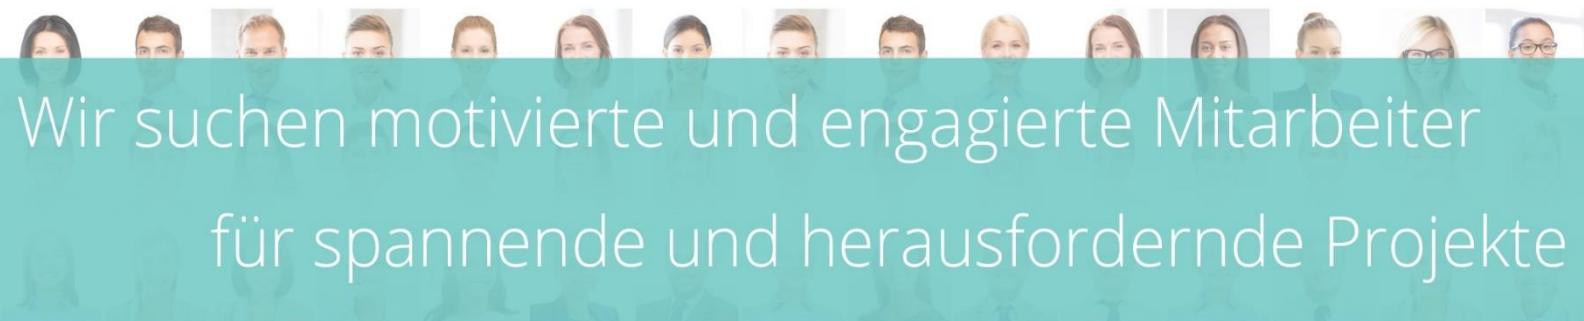 Wir suchen motivierte und engagierte Mitarbeiter
für spannende und herausfordernde Projekte